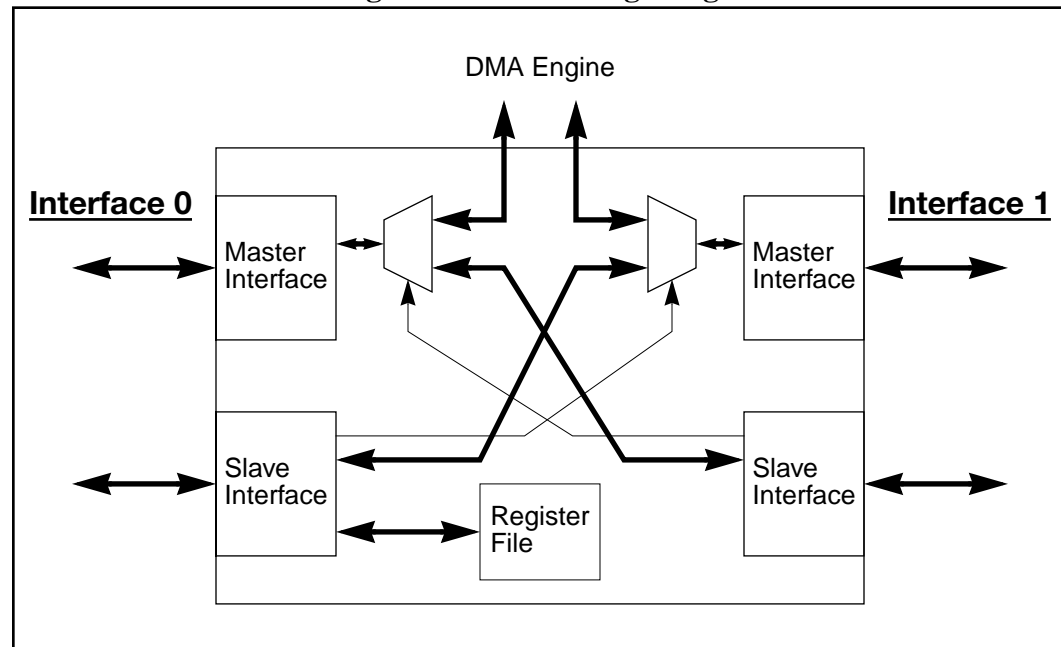 DMA Engine
Interface 0
Interface 1
Master
Interface
Master
Interface
Slave
Interface
Register
File
Slave
Interface